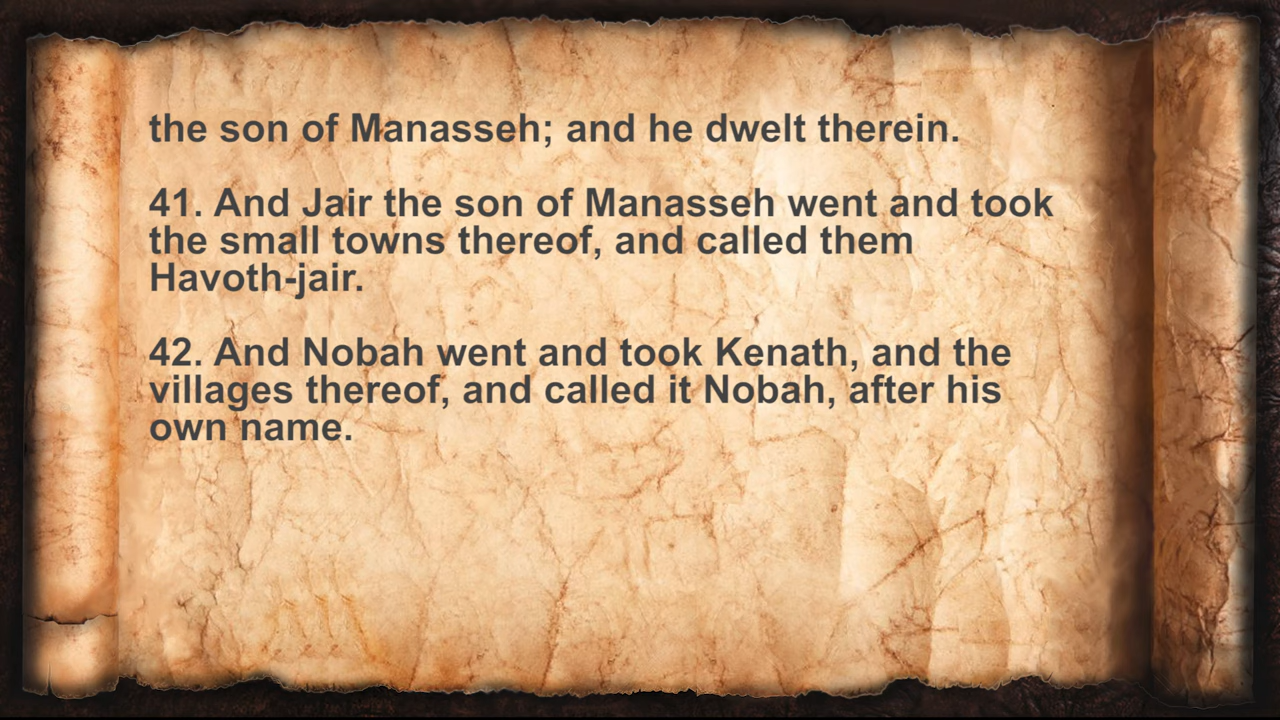 the son of Manasseh; and he dwelt therein.
41. And Jair the son of Manasseh went and took
the small towns thereof, and called them
Havoth-jair.
42. And Nobah went and took Kenath, and the
villages thereof, and called it Nobah, after his
own name.